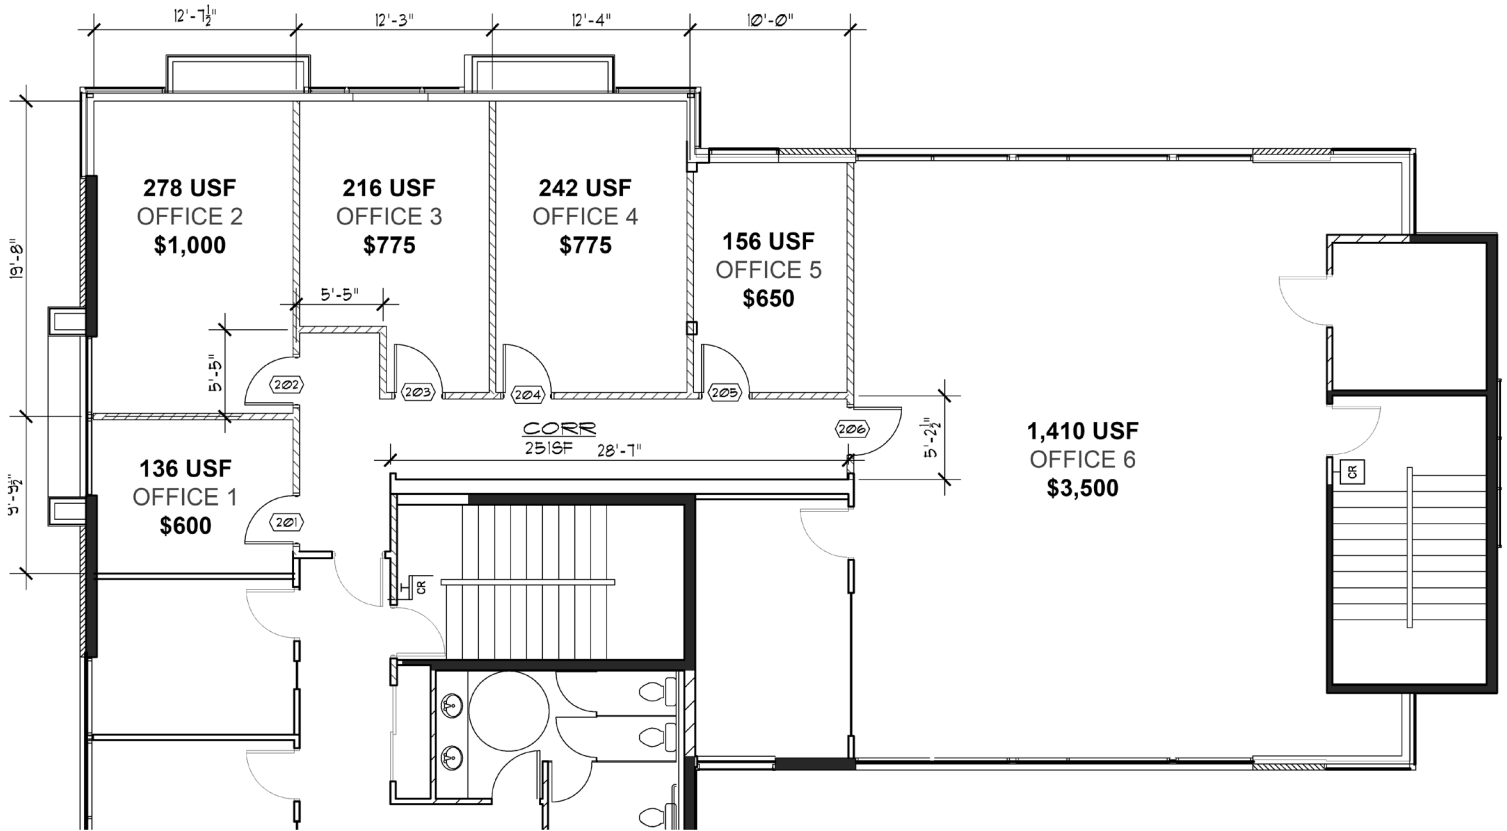 12'-7½"
12'-3"
12'-4"
10'-0"
278 USF
OFFICE 2
$1,000
216 USF
OFFICE 3
$775
242 USF
OFFICE 4
$775
156 USF
OFFICE 5
$650
19'-8"
5'-5"
5'-5"
202
203
204
205
206
CORR
251SF
28'-7"
5'-2½"
1,410 USF
OFFICE 6
$3,500
136 USF
OFFICE 1
$600
9'-9½"
201
CR
CR